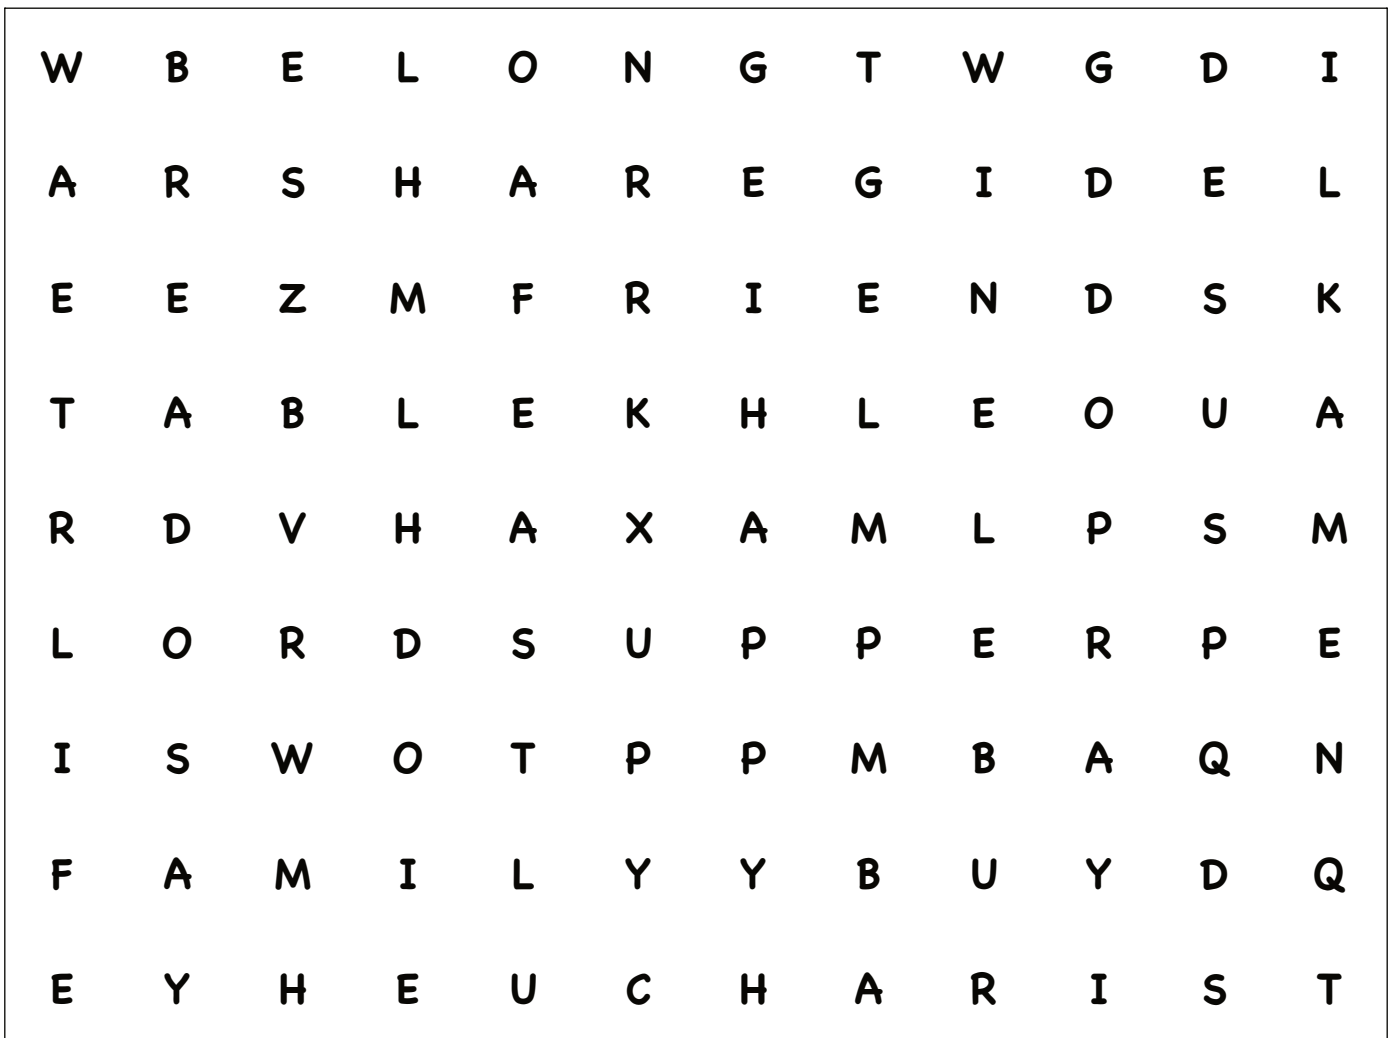 W B E L O N G T W G D I
A R S H A R E G I D E L
E E Z M F R I E N D S K
T A B L E K H L E O U A
R D V H A X A M L P S M
L O R D S U P P E R P E
I S W O T P P M B A Q N
F A M I L Y Y B U Y D Q
E Y H E U C H A R I S T